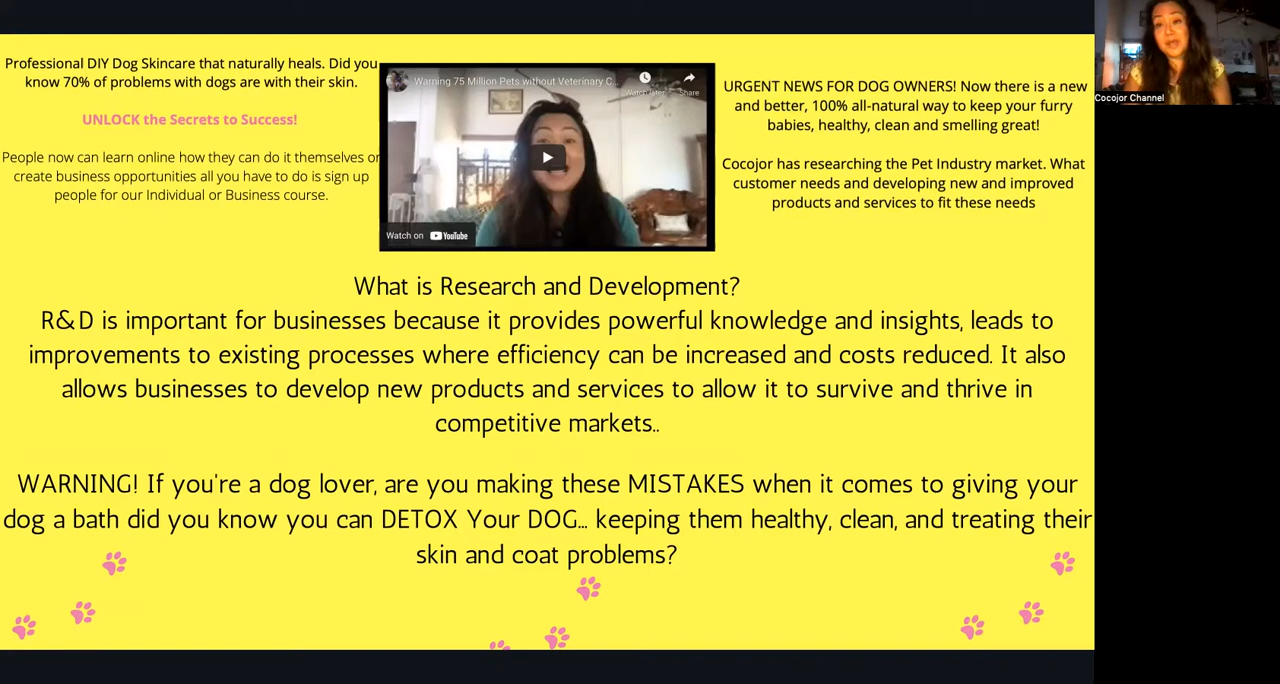 Professional DIY Dog Skincare that naturally heals. Did you
know 70% of problems with dogs are with their skin.
UNLOCK the Secrets to Success!
People now can learn online how they can do it themselves or
create business opportunities all you have to do is sign up
people for our Individual or Business course.
Warning 75 Million Pets without Veterinary C...
Watch later
Share
Watch on YouTube
URGENT NEWS FOR DOG OWNERS! Now there is a new
and better, 100% all-natural way to keep your furry
babies, healthy, clean and smelling great!
Cocojor has researching the Pet Industry market. What
customer needs and developing new and improved
products and services to fit these needs
Cocojor Channel
What is Research and Development?
R&D is important for businesses because it provides powerful knowledge and insights, leads to
improvements to existing processes where efficiency can be increased and costs reduced. It also
allows businesses to develop new products and services to allow it to survive and thrive in
competitive markets..
WARNING! If you're a dog lover, are you making these MISTAKES when it comes to giving your
dog a bath did you know you can DETOX Your DOG... keeping them healthy, clean, and treating their
skin and coat problems?